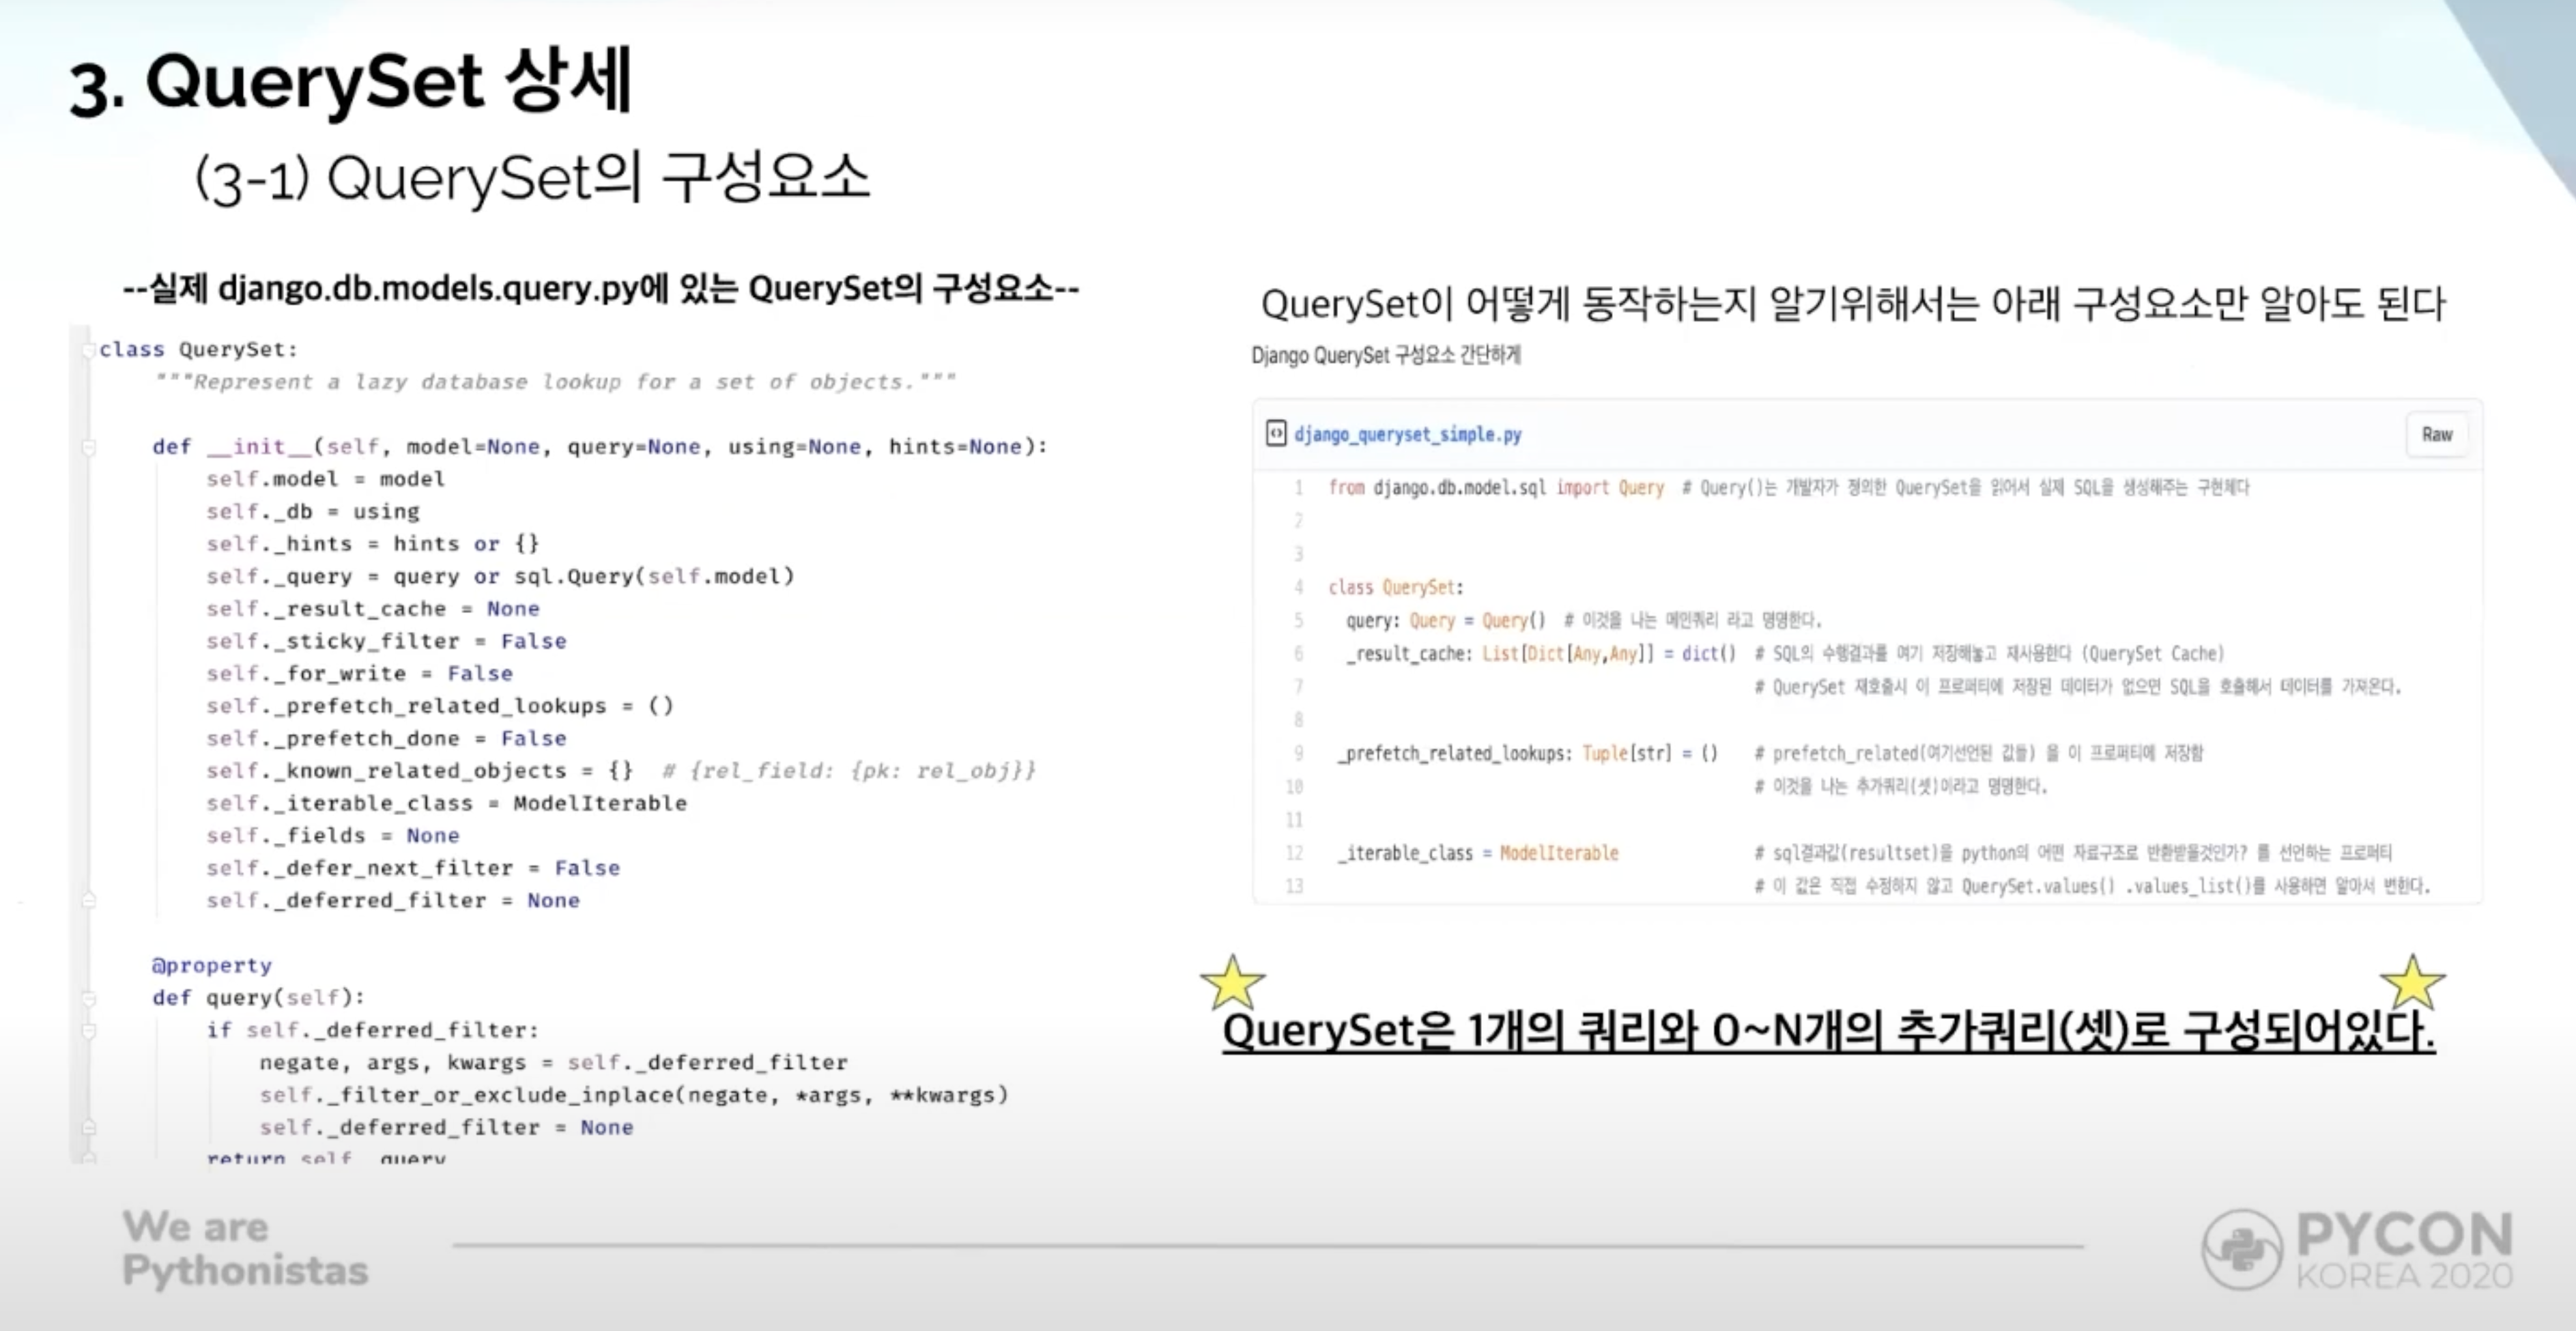 3. QuerySet 상세
(3-1) QuerySet의 구성요소
--실제 django.db.models.query.py에 있는 QuerySet의 구성요소--
class QuerySet:
"""Represent a lazy database lookup for a set of objects."""
def __init__(self, model=None, query=None, using=None, hints=None):
self.model = model
self._db = using
self._hints = hints or {}
self._query = query or sql.Query(self.model)
self._result_cache = None
self._sticky_filter = False
self._for_write = False
self._prefetch_related_lookups = ()
self._prefetch_done = False
self._known_related_objects = {}  # {rel_field: {pk: rel_obj}}
self._iterable_class = ModelIterable
self._fields = None
self._defer_next_filter = False
self._deferred_filter = None
@property
def query(self):
if self._deferred_filter:
negate, args, kwargs = self._deferred_filter
self._filter_or_exclude_inplace(negate, *args, **kwargs)
self._deferred_filter = None
return self._query
QuerySet이 어떻게 동작하는지 알기위해서는 아래 구성요소만 알아도 된다
Django QuerySet 구성요소 간단하게
django_queryset_simple.py
Raw
1 from django.db.model.sql import Query # Query()는 개발자가 정의한 QuerySet을 읽어서 실제 SQL을 생성해주는 구현체다
2
3
4 class QuerySet:
5 query: Query = Query() # 이것을 나는 메인쿼리 라고 명명한다.
6 _result_cache: List[Dict[Any,Any]] = dict() # SQL의 수행결과를 여기 저장해놓고 재사용한다 (QuerySet Cache)
7 # QuerySet 재호출시 이 프로퍼티에 저장된 데이터가 없으면 SQL을 호출해서 데이터를 가져온다.
8
9 _prefetch_related_lookups: Tuple[str] = () # prefetch_related(여기선언된 값들) 을 이 프로퍼티에 저장함
10 # 이것을 나는 추가쿼리(셋)이라고 명명한다.
11
12 _iterable_class = ModelIterable # sql결과값(resultset)을 python의 어떤 자료구조로 반환받을것인가? 를 선언하는 프로퍼티
13 # 이 값은 직접 수정하지 않고 QuerySet.values() .values_list()를 사용하면 알아서 변한다.
QuerySet은 1개의 쿼리와 0~N개의 추가쿼리(셋)로 구성되어있다.
We are
Pythonistas
PYCON
KOREA 2020